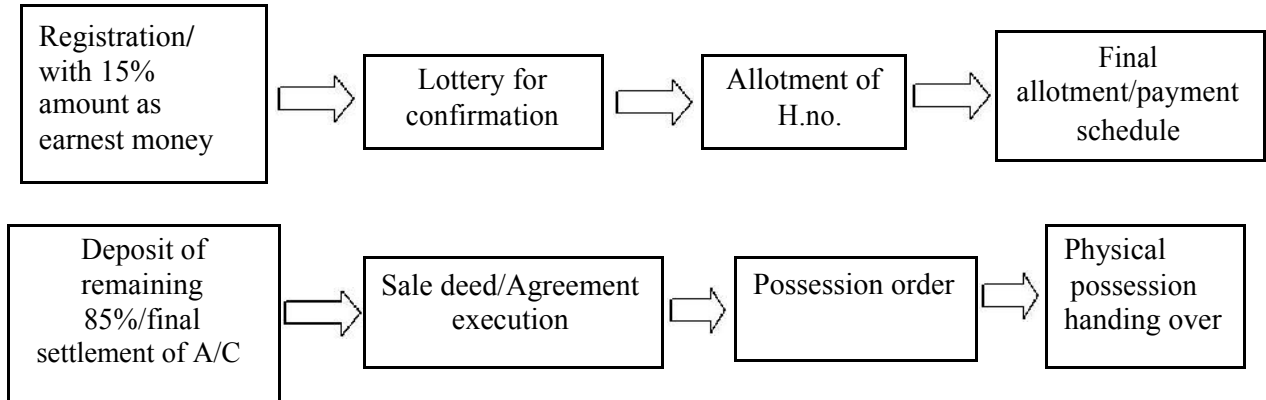 Registration/
with 15%
amount as
earnest money
Lottery for
confirmation
Allotment of
H.no.
Final
allotment/payment
schedule
Deposit of
remaining
85%/final
settlement of A/C
Sale deed/Agreement
execution
Possession order
Physical
possession
handing over